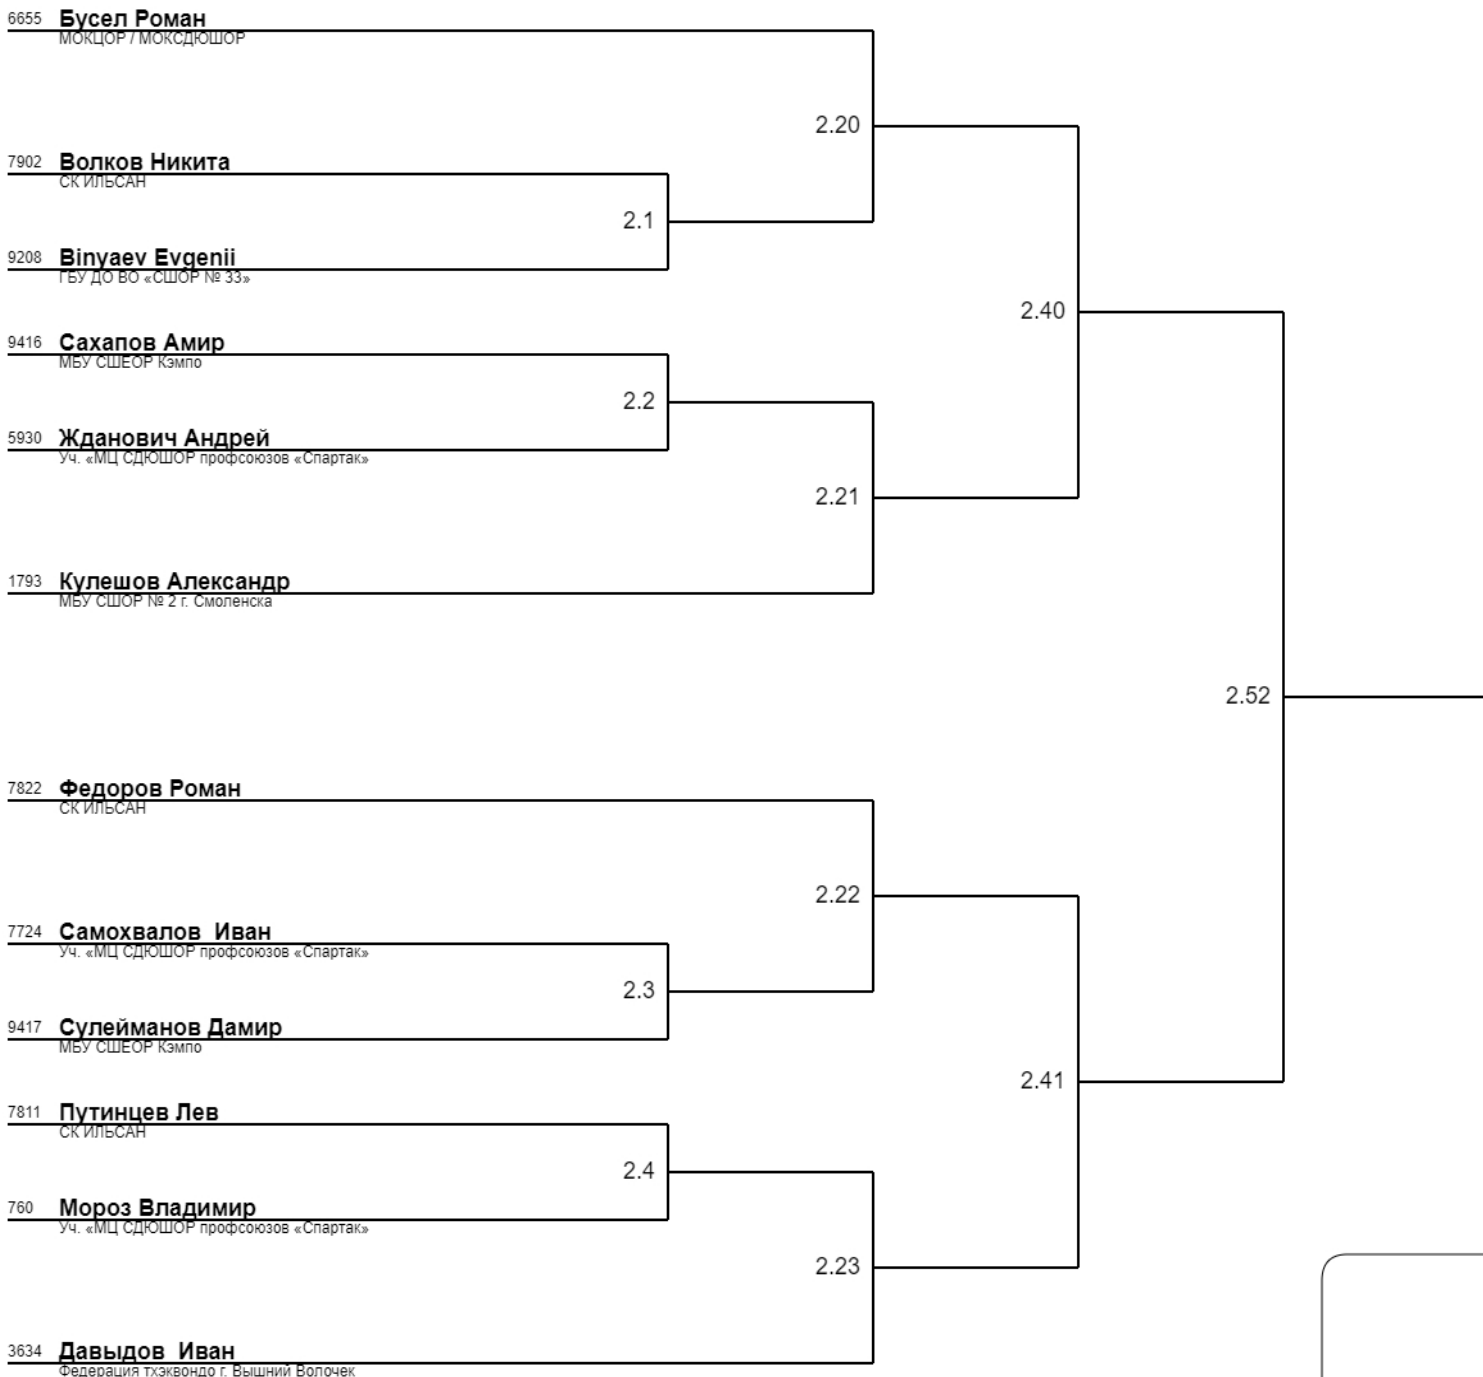 6655 Бусел Роман
МОКЦОР / МОКСДЮШОР
2.20
7902 Волков Никита
СК ИЛЬСАН
2.1
9208 Binyaev Evgenii
ГБУ ДО ВО «СШОР № 33»
2.40
9416 Сахапов Амир
МБУ СШЕОР Кэмпо
2.2
5930 Жданович Андрей
Уч. «МЦ СДЮШОР профсоюзов «Спартак»
2.21
1793 Кулешов Александр
МБУ СШОР № 2 г. Смоленска
2.52
7822 Федоров Роман
СК ИЛЬСАН
2.22
7724 Самохвалов  Иван
Уч. «МЦ СДЮШОР профсоюзов «Спартак»
2.3
9417 Сулейманов Дамир
МБУ СШЕОР Кэмпо
2.41
7811 Путинцев Лев
СК ИЛЬСАН
2.4
760 Мороз Владимир
Уч. «МЦ СДЮШОР профсоюзов «Спартак»
2.23
3634 Давыдов  Иван
Федерация тхэквондо г. Вышний Волочек